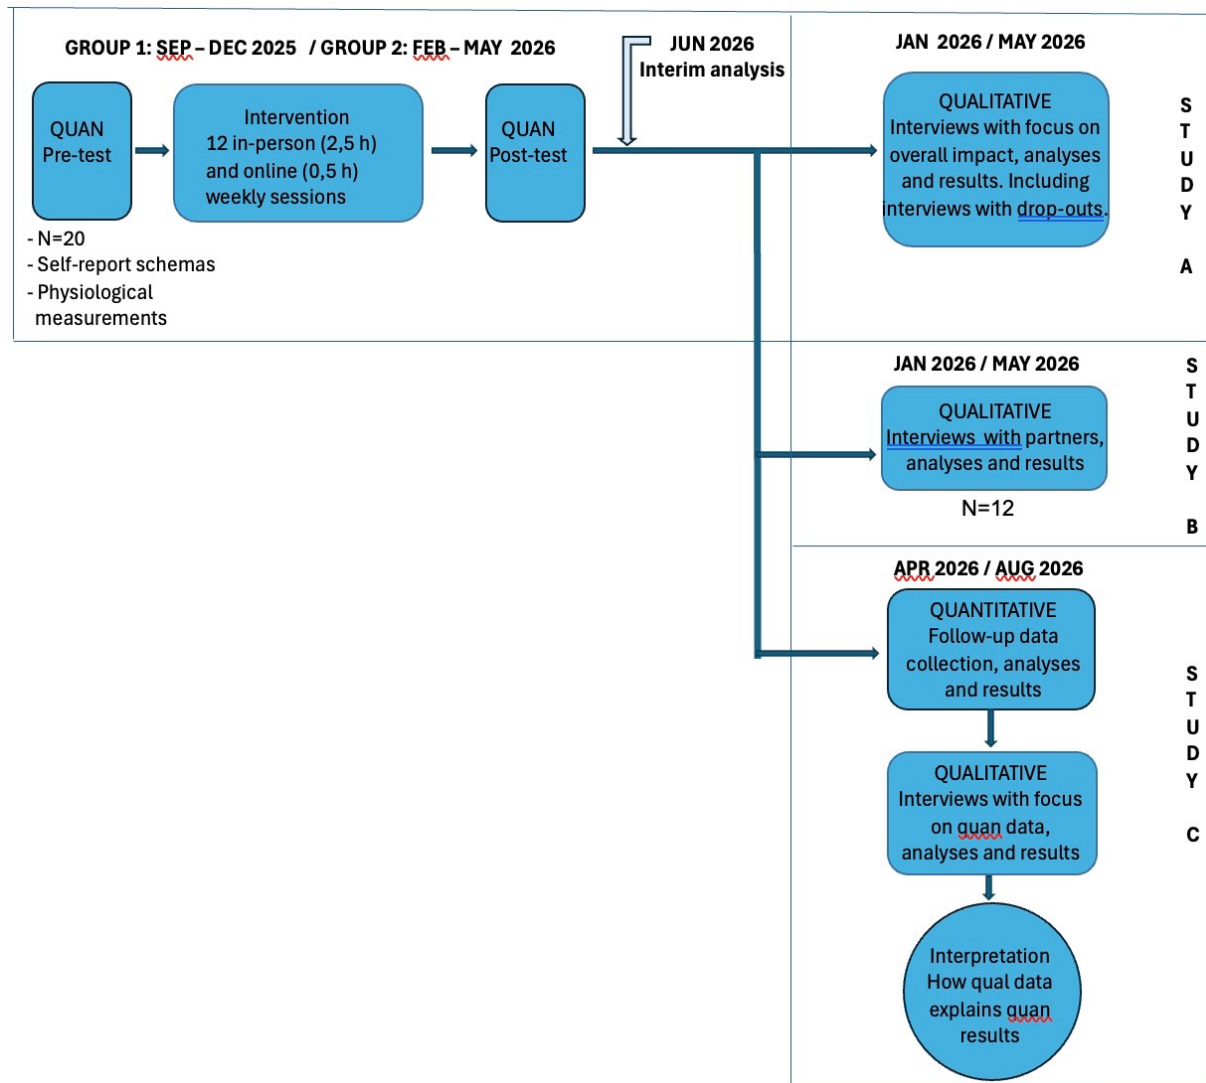 GROUP 1: SEP – DEC 2025 / GROUP 2: FEB – MAY 2026
QUAN
Pre-test
Intervention
12 in-person (2,5 h)
and online (0,5 h)
weekly sessions
QUAN
Post-test
- N=20
- Self-report schemas
- Physiological
measurements
JUN 2026
Interim analysis
JAN 2026 / MAY 2026
QUALITATIVE
Interviews with focus on
overall impact, analyses
and results. Including
interviews with drop-outs.
STUDY A
JAN 2026 / MAY 2026
QUALITATIVE
Interviews with partners,
analyses and results
N=12
STUDY B
APR 2026 / AUG 2026
QUANTITATIVE
Follow-up data
collection, analyses
and results
QUALITATIVE
Interviews with focus
on quan data,
analyses and results
Interpretation
How qual data
explains quan
results
STUDY C